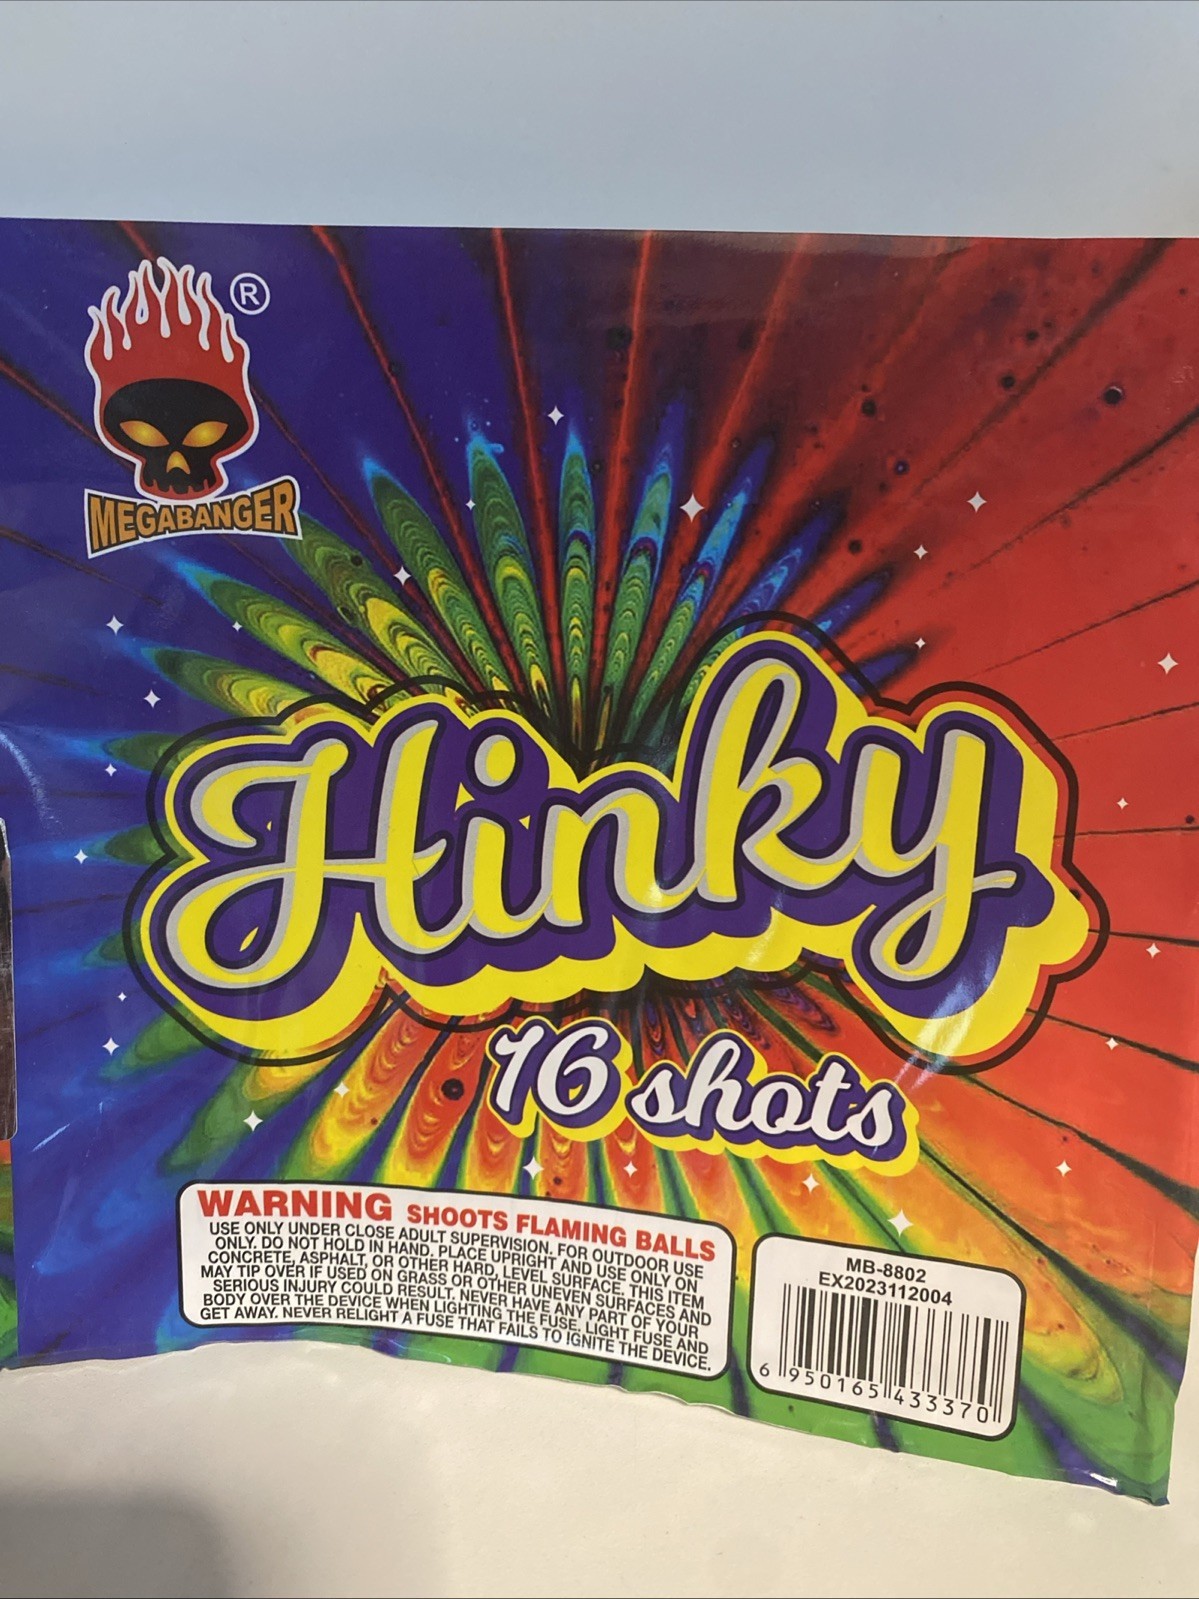 ®
MEGABANGER
Hinky
16 shots
WARNING SHOOTS FLAMING BALLS
USE ONLY UNDER CLOSE ADULT SUPERVISION. FOR OUTDOOR USE
ONLY. DO NOT HOLD IN HAND. PLACE UPRIGHT AND USE ONLY ON
CONCRETE, ASPHALT, OR OTHER HARD, LEVEL SURFACE. THIS ITEM
MAY TIP OVER IF USED ON GRASS OR OTHER UNEVEN SURFACES AND
SERIOUS INJURY COULD RESULT. NEVER HAVE ANY PART OF YOUR
BODY OVER THE DEVICE WHEN LIGHTING THE FUSE. LIGHT FUSE AND
GET AWAY. NEVER RELIGHT A FUSE THAT FAILS TO IGNITE THE DEVICE.
MB-8802
EX2023112004
6 950165 433370